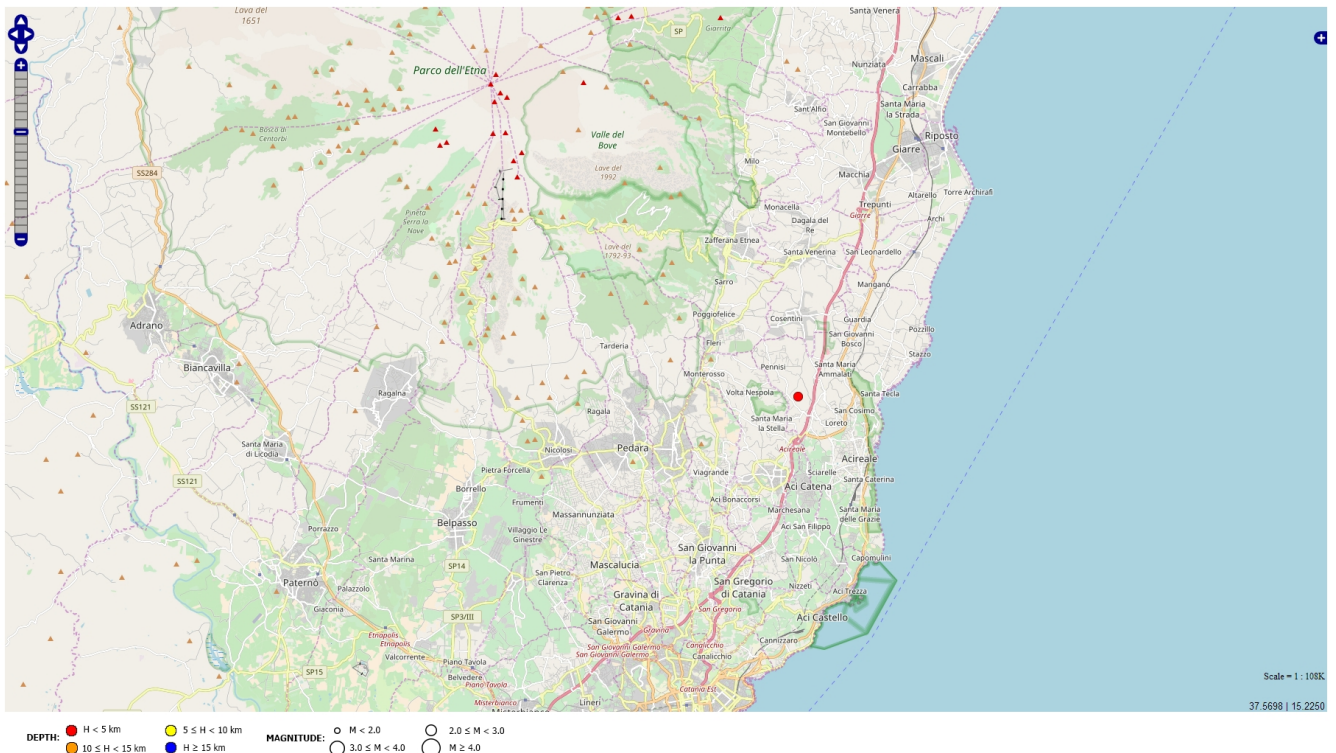 Lava del
1651
Santa Venera
SP
Giarrita
Mascali
Nunziata
Parco dell'Etna
Carrabba
Santa Maria
la Strada
Sant'Alfio
San Giovanni
Montebello
Bosco di
Centorbi
Valle del
Bove
Riposto
Giarre
Milo
Lave del
1992
Macchia
SS284
Altarello
Torre Archirafi
Trepunti
Monacella
Giarre
Archi
Pineta
Serra la
Nave
Dagala del
Re
Zafferana Etnea
Santa Venerina
San Leonardello
Lave del
1792-93
Sarro
Mangano
Poggiofelice
Cosentini
Guardia
Pozzillo
Adrano
San Giovanni
Bosco
Fleri
Tarderia
Stazzo
Biancavilla
Pennisi
Santa Maria
Ammalati
Monterosso
Ragalna
Volta Nespola
Santa Tecla
SS121
Ragala
San Cosimo
Santa Maria
la Stella
Loreto
Santa Maria
di Licodia
Nicolosi
Pedara
Acireale
Acireale
Pietra Forcella
Viagrande
Sciarelle
Santa Caterina
SS121
Aci Catena
Borrello
Aci Bonaccorsi
Frumenti
Marchesana
Santa Maria
delle Grazie
Massannunziata
Belpasso
Aci San Filippo
Porrazzo
Villaggio Le
Ginestre
San Giovanni
la Punta
Santa Marina
San Nicolò
Capomulini
SP14
Mascalucia
San Pietro
Clarenza
Paternò
San Gregorio
di Catania
Nizzeti
Palazzolo
Aci Trezza
Gravina di
Catania
Giaconia
San Gregorio
SP3/III
Aci Castello
San Giovanni
Galermo
Etnapolis
Etnapolis
Gravina
Cannizzaro
San Giovanni Galermo
San Giovanni Galermo
Canalicchio
Canalicchio
Valcorrente
Piano Tavola
SP15
Belvedere
Piano Tavola
Catania Est
Misterbianco
Misterbianco
Scale = 1 : 108K
37.5698 | 15.2250
DEPTH: H < 5 km 5 ≤ H < 10 km MAGNITUDE: M < 2.0 2.0 ≤ M < 3.0
10 ≤ H < 15 km H ≥ 15 km 3.0 ≤ M < 4.0 M ≥ 4.0